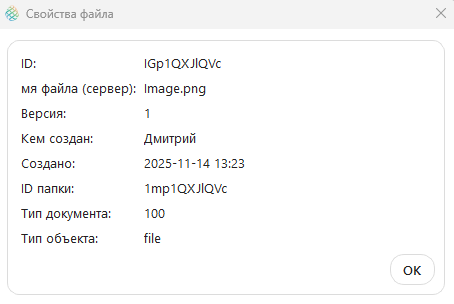 Свойства файла
ID: IGp1QXJlQVc
мя файла (сервер): Image.png
Версия: 1
Кем создан: Дмитрий
Создано: 2025-11-14 13:23
ID папки: 1mp1QXJlQVc
Тип документа: 100
Тип объекта: file
OK